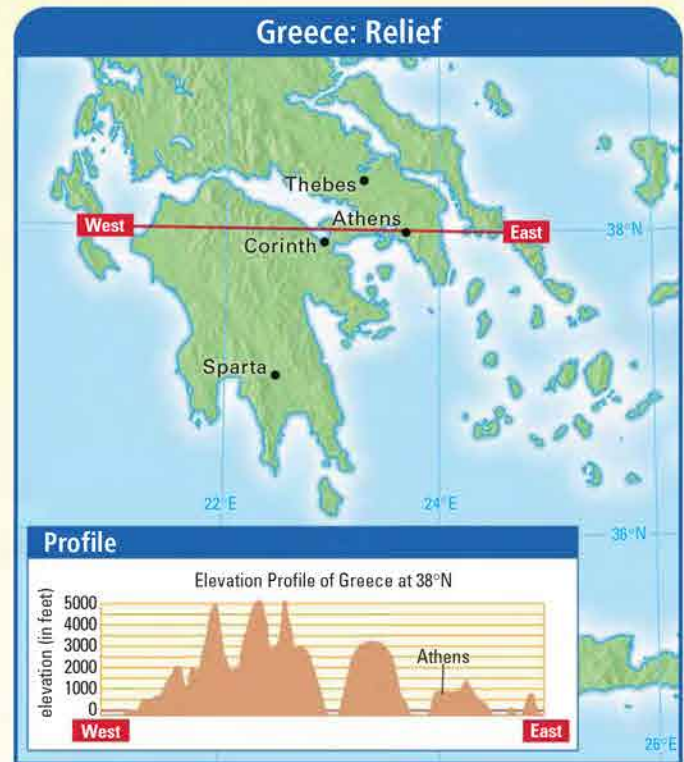 Greece: Relief
Thebes
Athens
West
East
38°N
Corinth
Sparta
22°E
24°E
36°N
Profile
Elevation Profile of Greece at 38°N
elevation (in feet)
5000
4000
3000
2000
1000
0
Athens
West
East
26°E